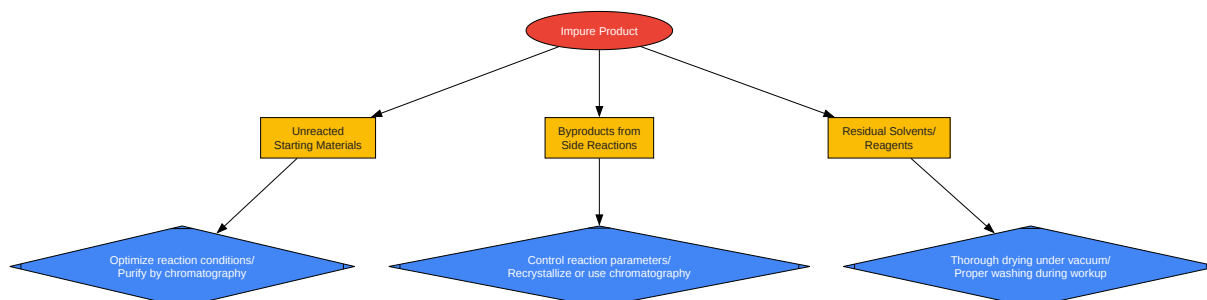 Impure Product
Unreacted
Starting Materials
Byproducts from
Side Reactions
Residual Solvents/
Reagents
Optimize reaction conditions/
Purify by chromatography
Control reaction parameters/
Recrystallize or use chromatography
Thorough drying under vacuum/
Proper washing during workup